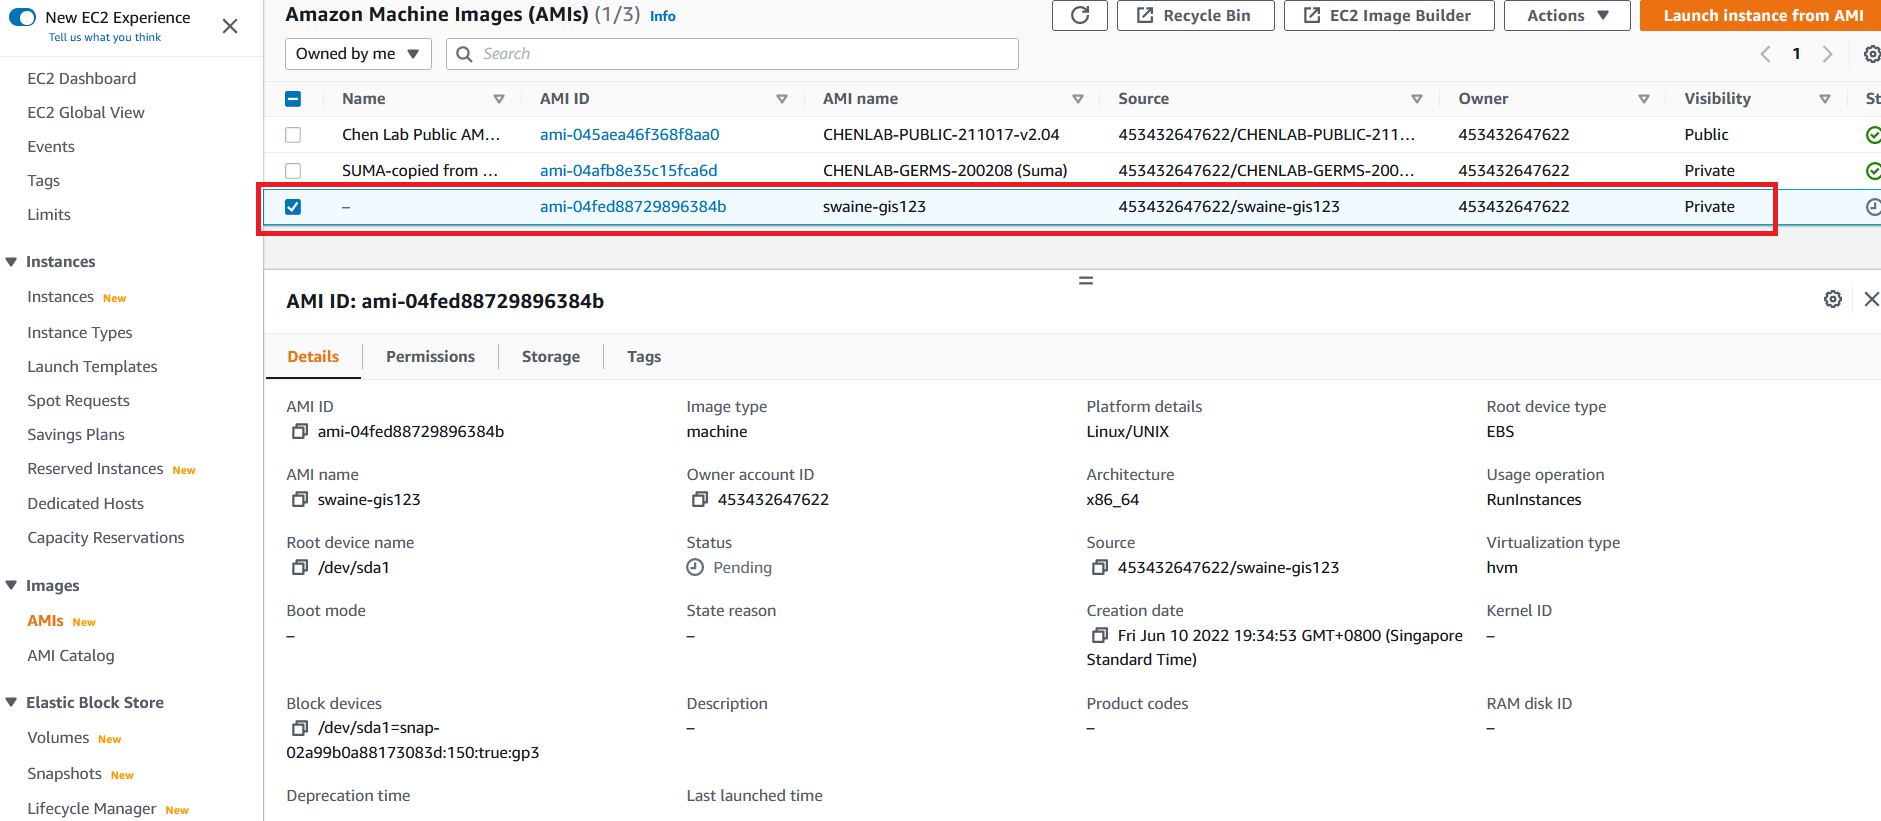 New EC2 Experience
Tell us what you think
EC2 Dashboard
EC2 Global View
Events
Tags
Limits
Instances
Instances New
Instance Types
Launch Templates
Spot Requests
Savings Plans
Reserved Instances New
Dedicated Hosts
Capacity Reservations
Images
AMIs New
AMI Catalog
Elastic Block Store
Volumes New
Snapshots New
Lifecycle Manager New
Amazon Machine Images (AMIs) (1/3) Info
Recycle Bin
EC2 Image Builder
Actions
Launch instance from AMI
Owned by me
Search
1
Name AMI ID AMI name Source Owner Visibility St
Chen Lab Public AM... ami-045aea46f368f8aa0 CHENLAB-PUBLIC-211017-v2.04 453432647622/CHENLAB-PUBLIC-211... 453432647622 Public
SUMA-copied from ... ami-04afb8e35c15fca6d CHENLAB-GERMS-200208 (Suma) 453432647622/CHENLAB-GERMS-200... 453432647622 Private
– ami-04fed88729896384b swaine-gis123 453432647622/swaine-gis123 453432647622 Private
AMI ID: ami-04fed88729896384b
Details Permissions Storage Tags
AMI ID Image type Platform details Root device type
ami-04fed88729896384b machine Linux/UNIX EBS
AMI name Owner account ID Architecture Usage operation
swaine-gis123 453432647622 x86_64 RunInstances
Root device name Status Source Virtualization type
/dev/sda1 Pending 453432647622/swaine-gis123 hvm
Boot mode State reason Creation date Kernel ID
– – Fri Jun 10 2022 19:34:53 GMT+0800 (Singapore –
Standard Time)
Block devices Description Product codes RAM disk ID
/dev/sda1=snap- – – –
02a99b0a88173083d:150:true:gp3
Deprecation time Last launched time